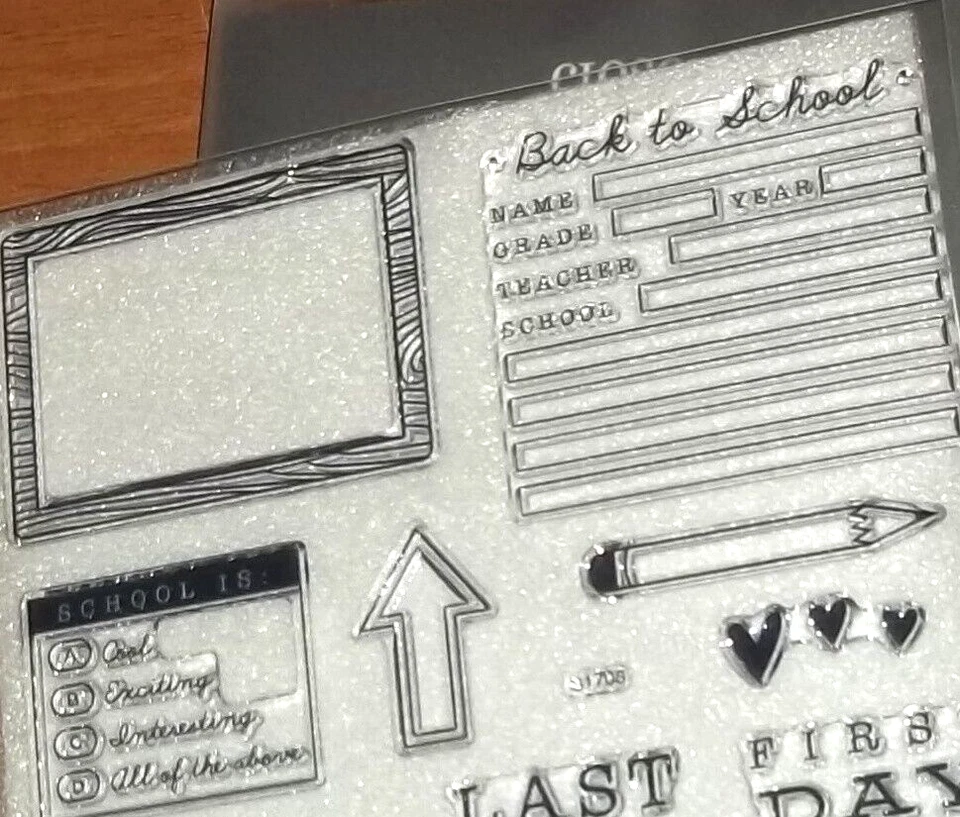 Back to School
NAME
GRADE YEAR
TEACHER
SCHOOL
SCHOOL IS:
A Cool
B Exciting
C Interesting
D All of the above
LAST
FIRS
DAY